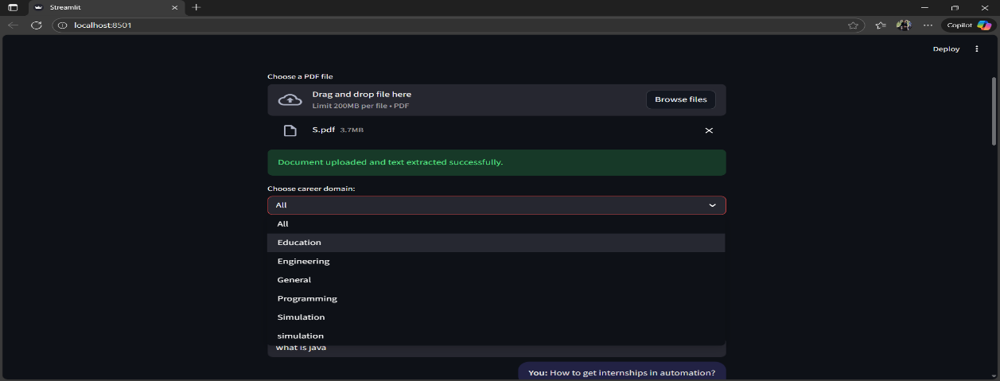 Streamlit
localhost:8501
Copilot
Deploy
Choose a PDF file
Drag and drop file here
Limit 200MB per file • PDF
Browse files
S.pdf 3.7MB
Document uploaded and text extracted successfully.
Choose career domain:
All
All
Education
Engineering
General
Programming
Simulation
simulation
what is java
You: How to get internships in automation?